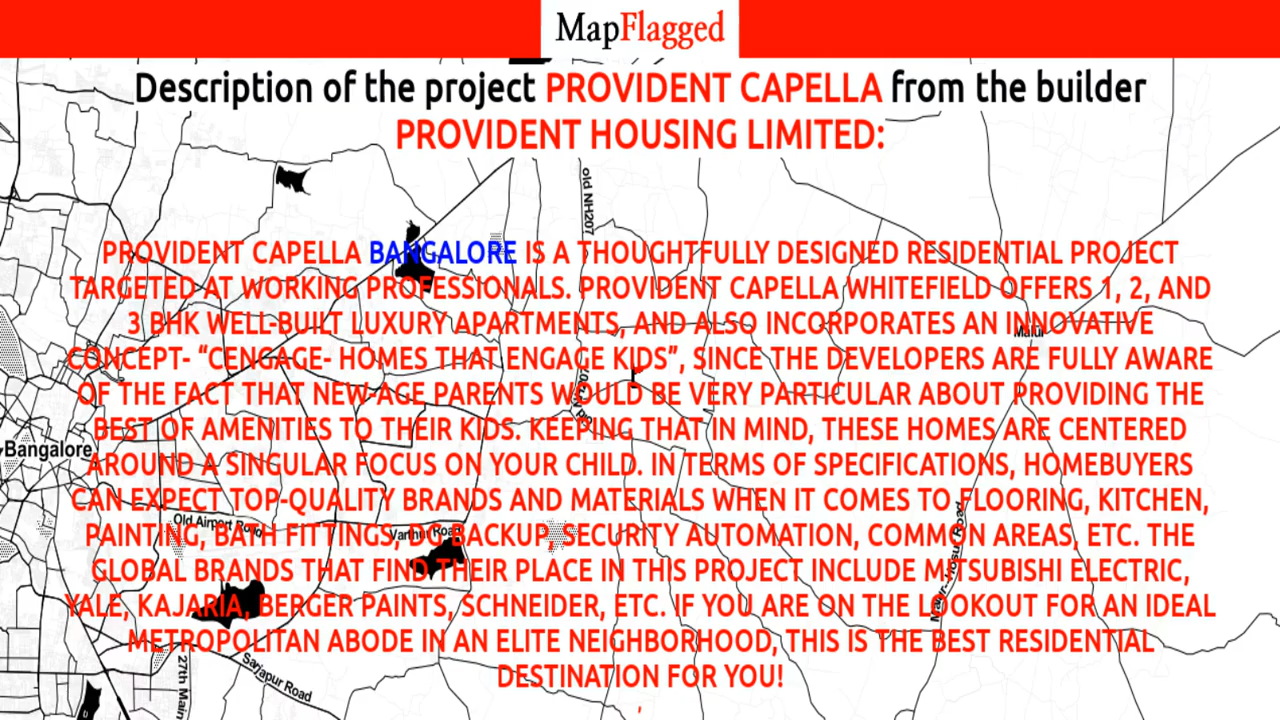 MapFlagged
Description of the project PROVIDENT CAPELLA from the builder
PROVIDENT HOUSING LIMITED:
old NH207
PROVIDENT CAPELLA BANGALORE IS A THOUGHTFULLY DESIGNED RESIDENTIAL PROJECT
TARGETED AT WORKING PROFESSIONALS. PROVIDENT CAPELLA WHITEFIELD OFFERS 1, 2, AND
3 BHK WELL-BUILT LUXURY APARTMENTS, AND ALSO INCORPORATES AN INNOVATIVE
Malur
CONCEPT- “CENGAGE- HOMES THAT ENGAGE KIDS”, SINCE THE DEVELOPERS ARE FULLY AWARE
OF THE FACT THAT NEW-AGE PARENTS WOULD BE VERY PARTICULAR ABOUT PROVIDING THE
BEST OF AMENITIES TO THEIR KIDS. KEEPING THAT IN MIND, THESE HOMES ARE CENTERED
Bangalore
AROUND A SINGULAR FOCUS ON YOUR CHILD. IN TERMS OF SPECIFICATIONS, HOMEBUYERS
CAN EXPECT TOP-QUALITY BRANDS AND MATERIALS WHEN IT COMES TO FLOORING, KITCHEN,
Old Airport Road
Varthur Road
PAINTING, BATH FITTINGS, DG BACKUP, SECURITY AUTOMATION, COMMON AREAS, ETC. THE
GLOBAL BRANDS THAT FIND THEIR PLACE IN THIS PROJECT INCLUDE MITSUBISHI ELECTRIC,
YALE, KAJARIA, BERGER PAINTS, SCHNEIDER, ETC. IF YOU ARE ON THE LOOKOUT FOR AN IDEAL
METROPOLITAN ABODE IN AN ELITE NEIGHBORHOOD, THIS IS THE BEST RESIDENTIAL
DESTINATION FOR YOU!
,
27th Main
Sarjapur Road